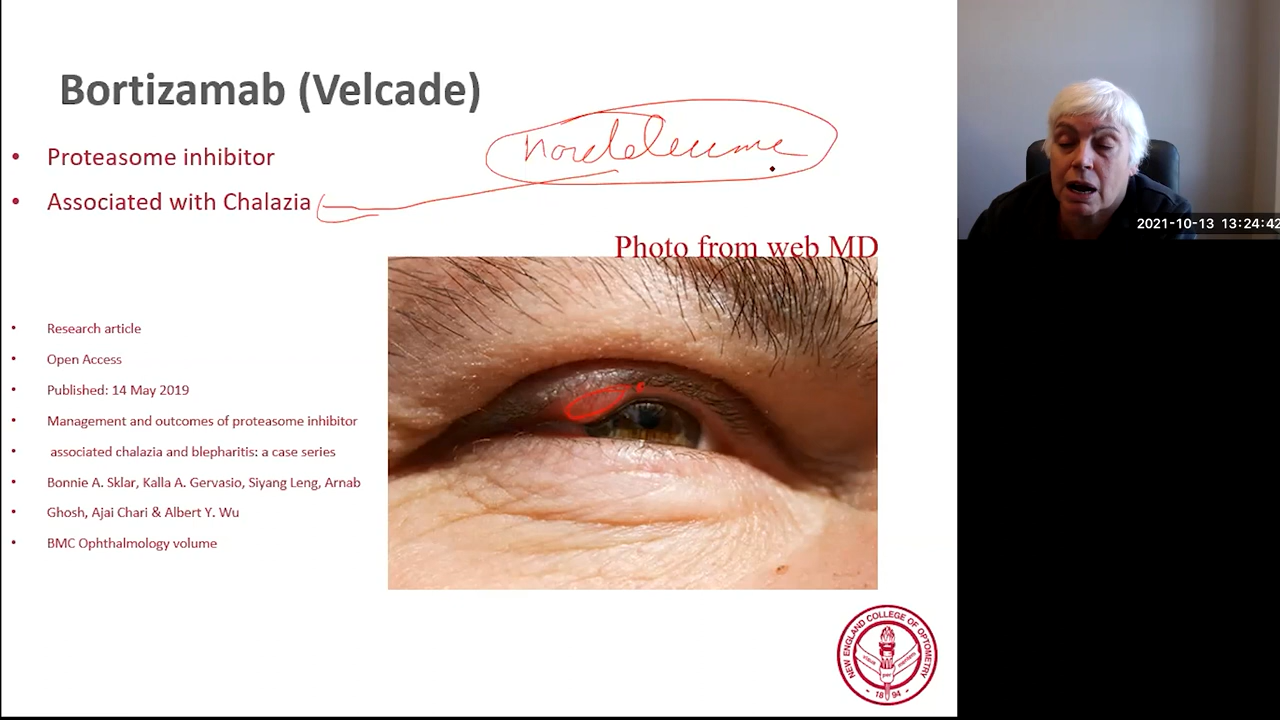 Bortizamab (Velcade)
• Proteasome inhibitor
• Associated with Chalazia
Photo from web MD
• Research article
• Open Access
• Published: 14 May 2019
• Management and outcomes of proteasome inhibitor
• associated chalazia and blepharitis: a case series
• Bonnie A. Sklar, Kalla A. Gervasio, Siyang Leng, Arnab
• Ghosh, Ajai Chari & Albert Y. Wu
• BMC Ophthalmology volume
2021-10-13 13:24:42
NEW ENGLAND COLLEGE OF OPTOMETRY
1894